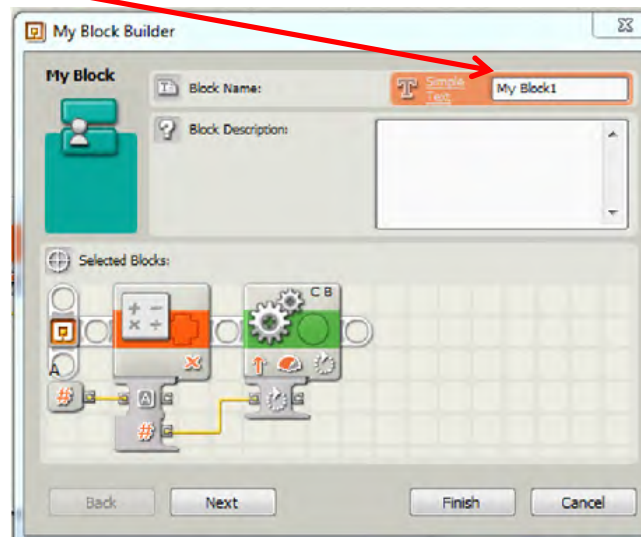 My Block Builder
My Block
Block Name:
T Simple Text
My Block1
? Block Description:
Selected Blocks:
+ − × ÷
C B
A
#
A
#
Back
Next
Finish
Cancel